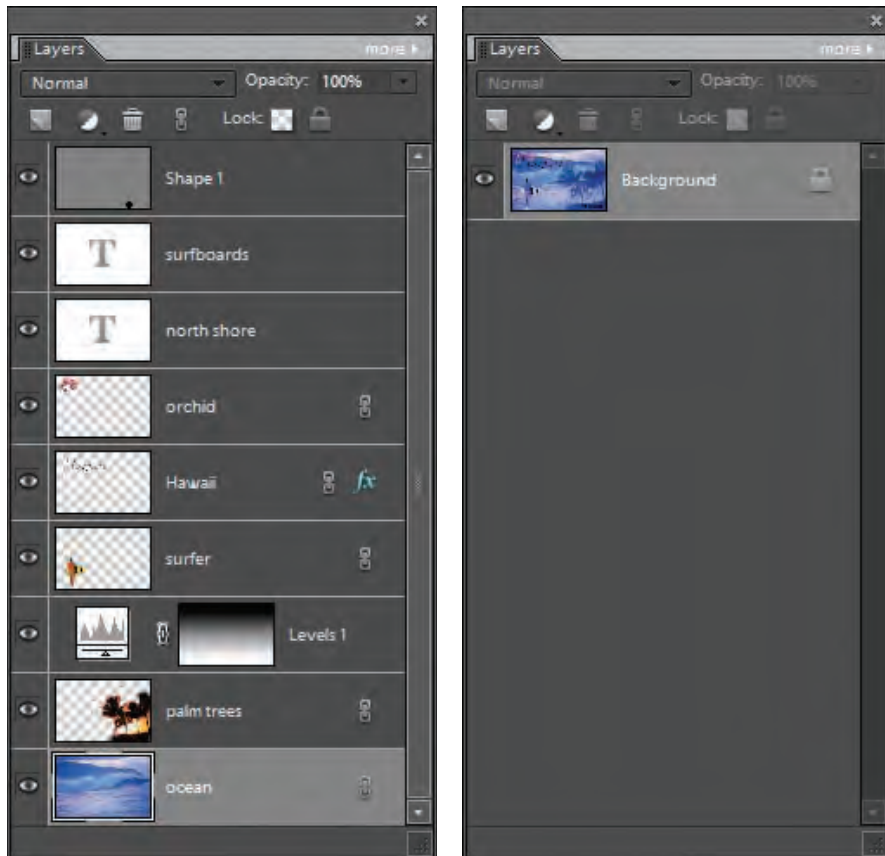 Layers
more
Normal
Opacity: 100%
Lock:
Shape 1
T
surfboards
T
north shore
orchid
Hawaii
fx
surfer
Levels 1
palm trees
ocean
Layers
more
Normal
Opacity: 100%
Lock:
Background